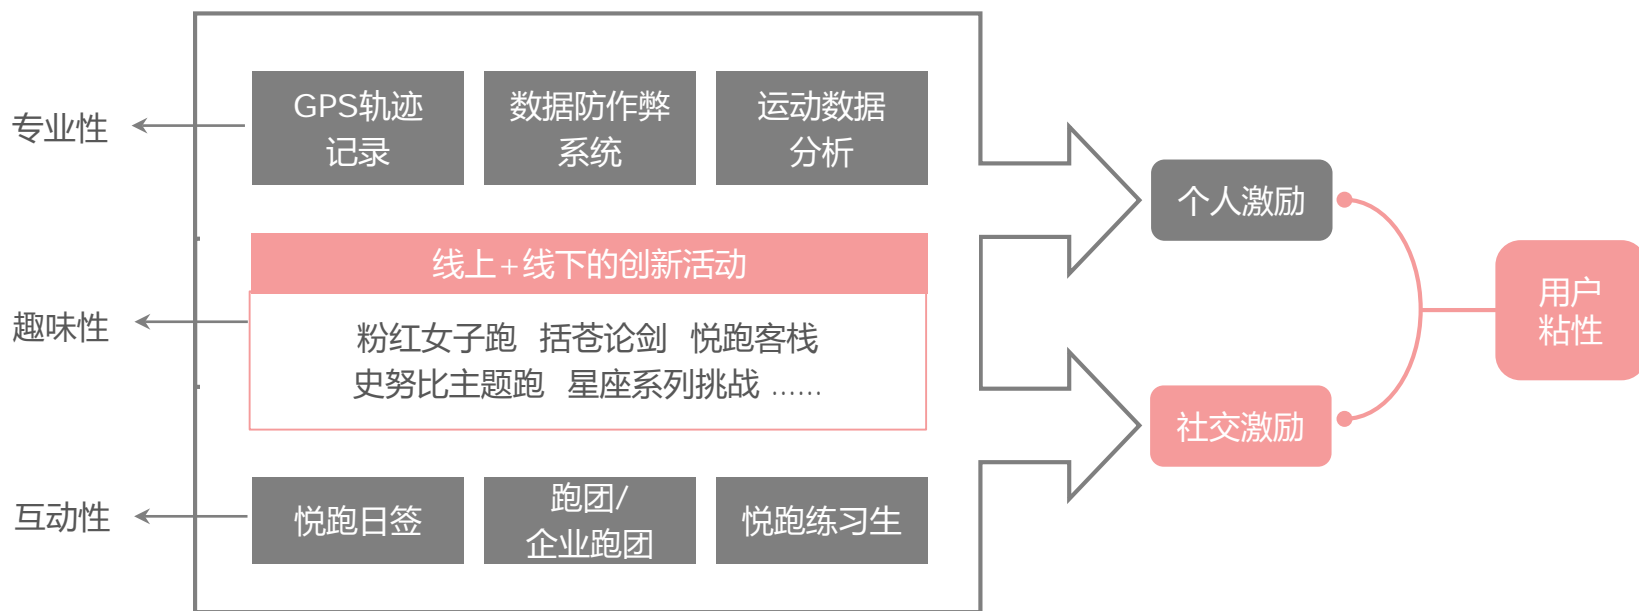 专业性
GPS轨迹
记录
数据防作弊
系统
运动数据
分析
趣味性
线上+线下的创新活动
粉红女子跑 括苍论剑 悦跑客栈
史努比主题跑 星座系列挑战 ……
互动性
悦跑日签
跑团/
企业跑团
悦跑练习生
个人激励
社交激励
用户
粘性